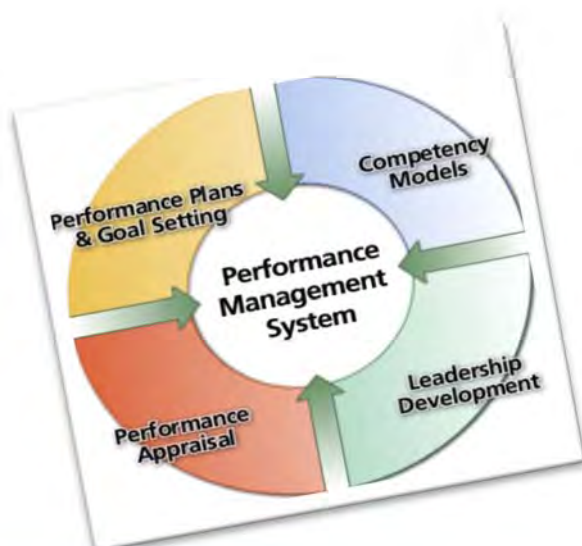 Performance Plans
& Goal Setting
Competency
Models
Performance
Management
System
Performance
Appraisal
Leadership
Development